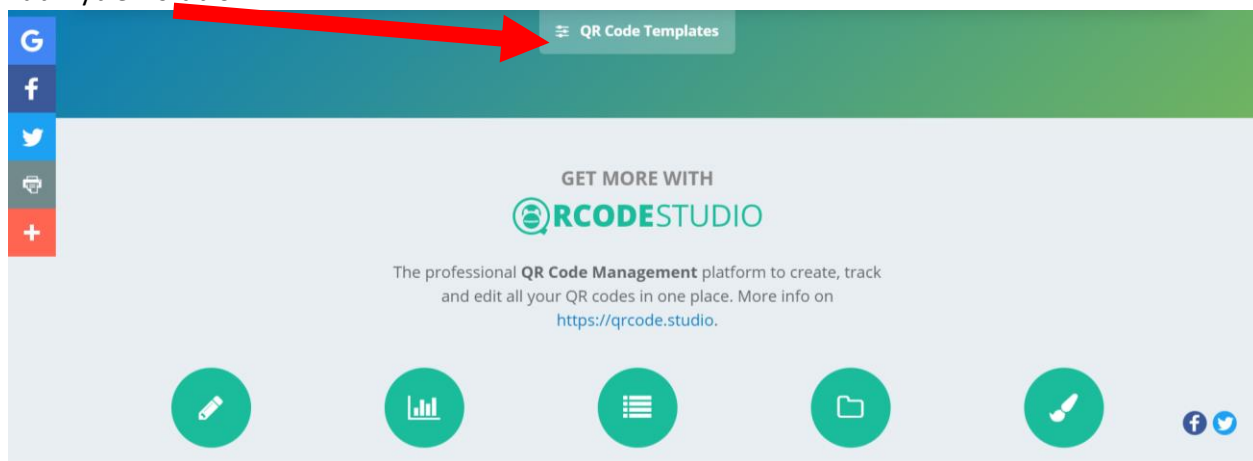 QR Code Templates
GET MORE WITH
QRCODESTUDIO
The professional QR Code Management platform to create, track
and edit all your QR codes in one place. More info on
https://qrcode.studio.